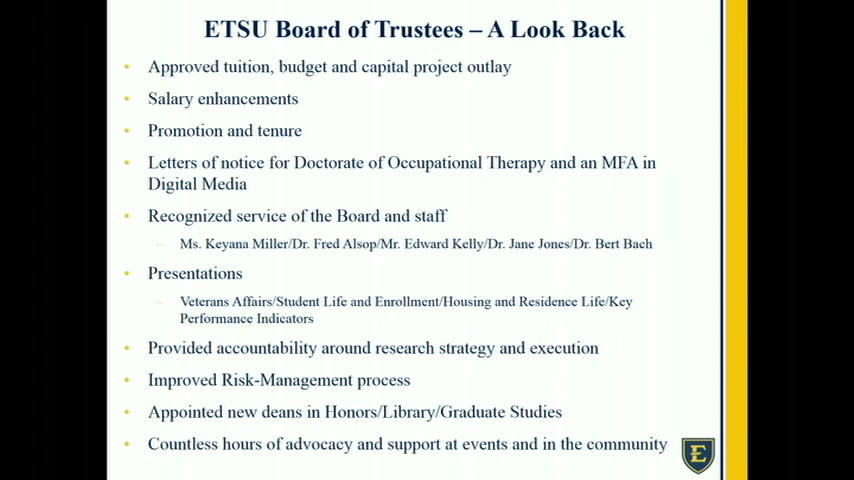 ETSU Board of Trustees – A Look Back
• Approved tuition, budget and capital project outlay
• Salary enhancements
• Promotion and tenure
• Letters of notice for Doctorate of Occupational Therapy and an MFA in
Digital Media
• Recognized service of the Board and staff
– Ms. Keyana Miller/Dr. Fred Alsop/Mr. Edward Kelly/Dr. Jane Jones/Dr. Bert Bach
• Presentations
– Veterans Affairs/Student Life and Enrollment/Housing and Residence Life/Key
Performance Indicators
• Provided accountability around research strategy and execution
• Improved Risk-Management process
• Appointed new deans in Honors/Library/Graduate Studies
• Countless hours of advocacy and support at events and in the community
E